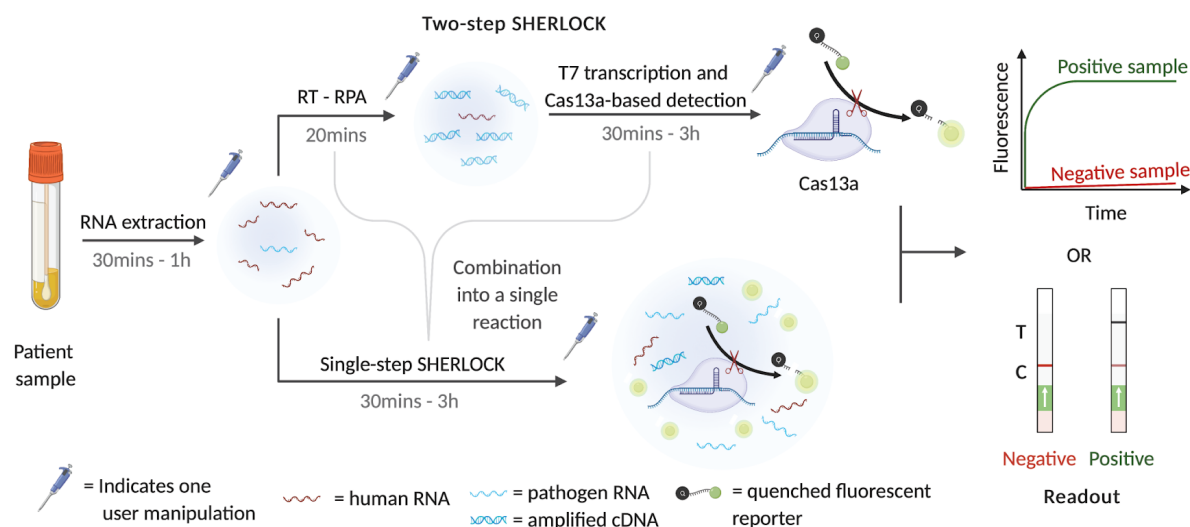 Two-step SHERLOCK
RT - RPA
20mins
T7 transcription and
Cas13a-based detection
30mins - 3h
Q
Q
Cas13a
Fluorescence
Positive sample
Negative sample
Time
RNA extraction
30mins - 1h
Patient
sample
Combination
into a single
reaction
Single-step SHERLOCK
30mins - 3h
Q
Q
OR
T
C
Negative
Positive
Readout
= Indicates one
user manipulation
= human RNA
= pathogen RNA
= amplified cDNA
Q
= quenched fluorescent
reporter